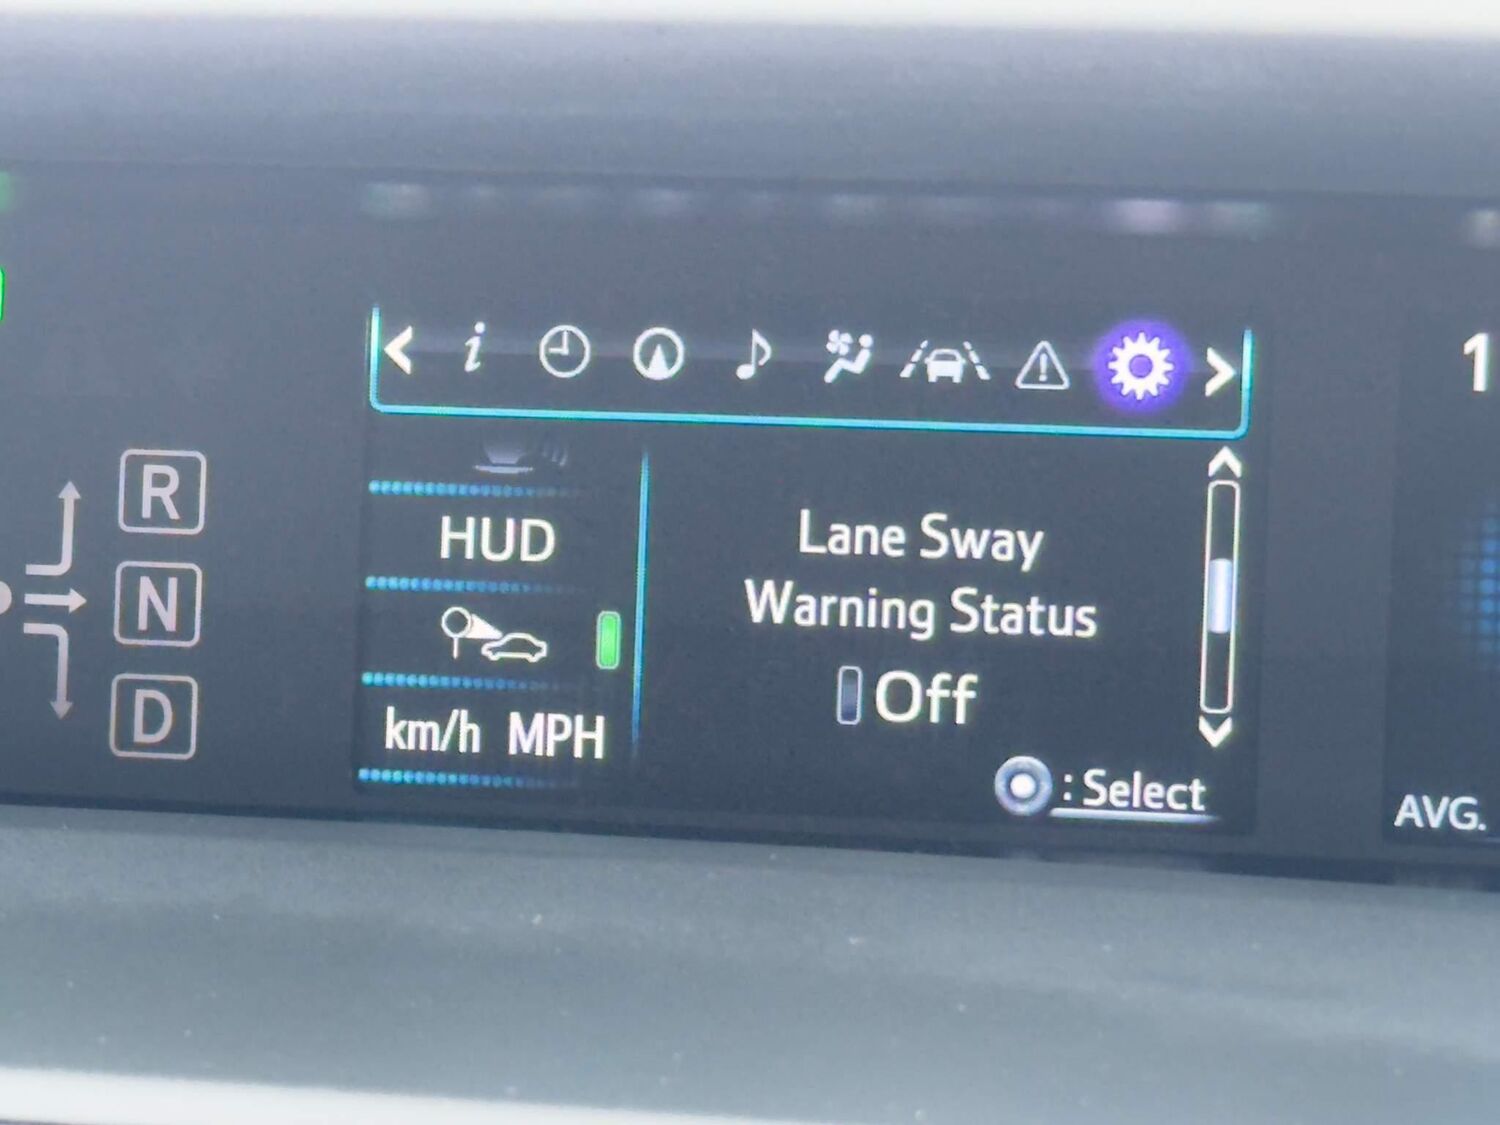 R
N
D
i
HUD
km/h MPH
Lane Sway
Warning Status
Off
: Select
1
AVG.